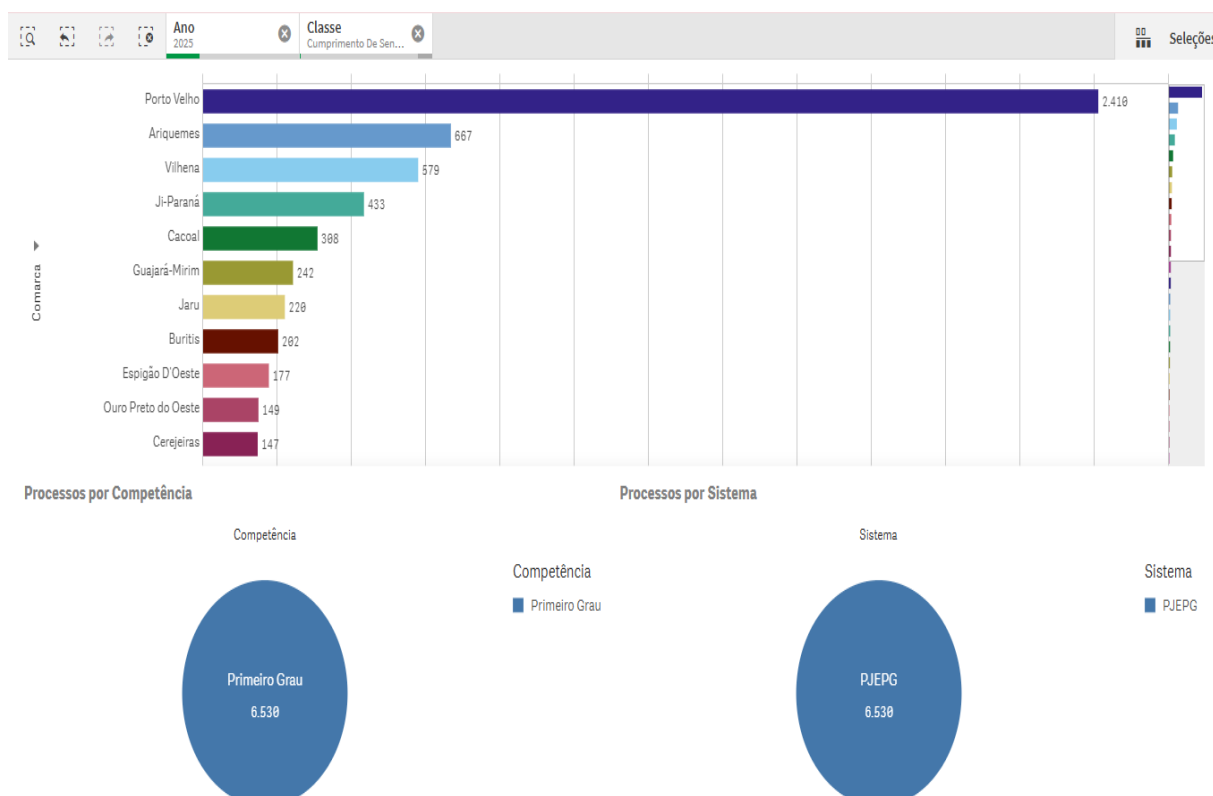 Ano
2025
Classe
Cumprimento De Sen...
Seleções
Comarca
Porto Velho 2.410
Ariquemes 667
Vilhena 579
Ji-Paraná 433
Cacoal 308
Guajará-Mirim 242
Jaru 220
Buritis 202
Espigão D'Oeste 177
Ouro Preto do Oeste 149
Cerejeiras 147
Processos por Competência
Competência
Primeiro Grau
6.530
Competência
Primeiro Grau
Processos por Sistema
Sistema
PJEPG
6.530
Sistema
PJEPG